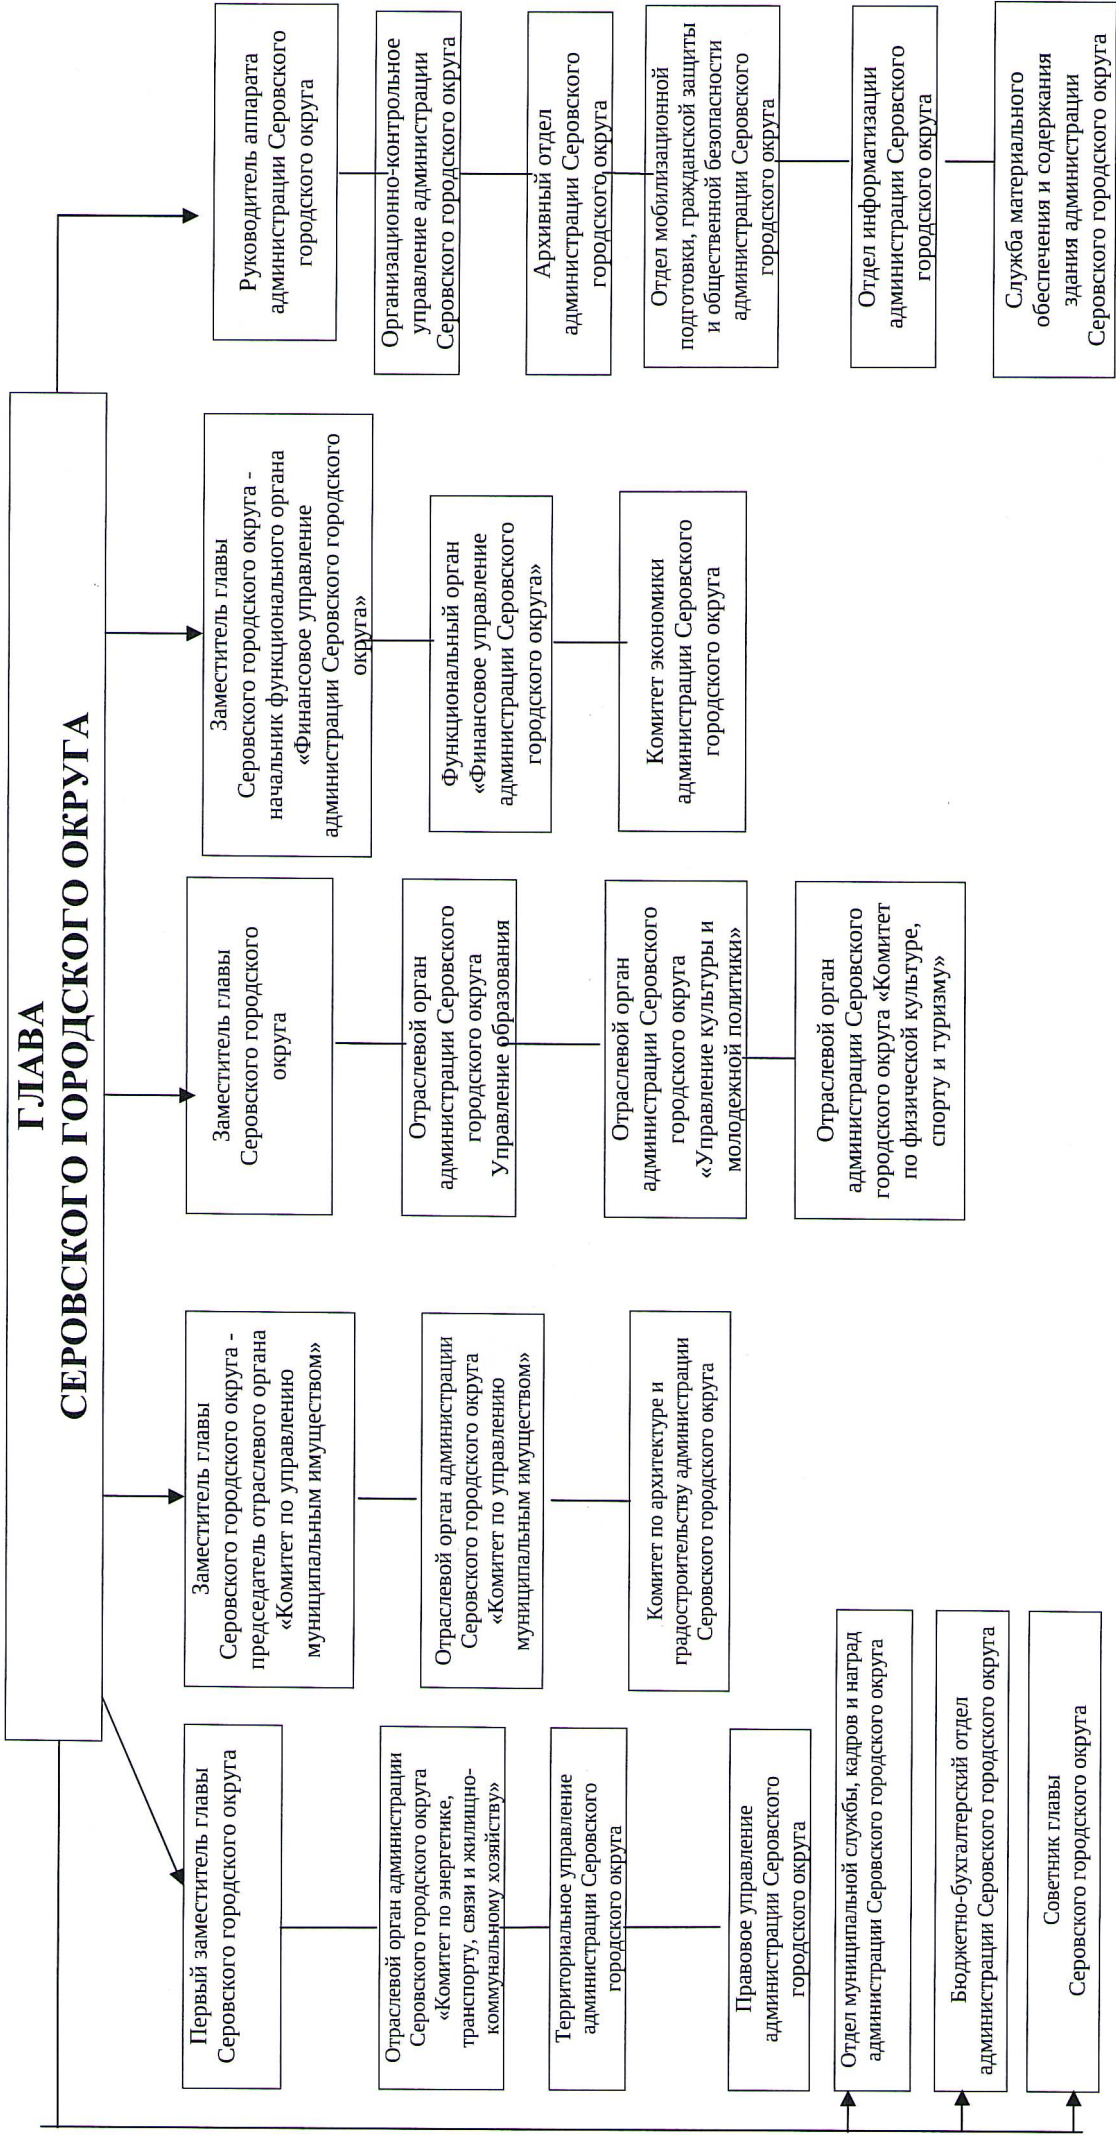 ГЛАВА
СЕРОВСКОГО ГОРОДСКОГО ОКРУГА
Первый заместитель главы
Серовского городского округа
Отраслевой орган администрации
Серовского городского округа
«Комитет по энергетике,
транспорту, связи и жилищно-
коммунальному хозяйству»
Территориальное управление
администрации Серовского
городского округа
Правовое управление
администрации Серовского
городского округа
Отдел муниципальной службы, кадров и наград
администрации Серовского городского округа
Бюджетно-бухгалтерский отдел
администрации Серовского городского округа
Советник главы
Серовского городского округа
Заместитель главы
Серовского городского округа -
председатель отраслевого органа
«Комитет по управлению
муниципальным имуществом»
Отраслевой орган администрации
Серовского городского округа
«Комитет по управлению
муниципальным имуществом»
Комитет по архитектуре и
градостроительству администрации
Серовского городского округа
Заместитель главы
Серовского городского
округа
Отраслевой орган
администрации Серовского
городского округа
Управление образования
Отраслевой орган
администрации Серовского
городского округа
«Управление культуры и
молодежной политики»
Отраслевой орган
администрации Серовского
городского округа «Комитет
по физической культуре,
спорту и туризму»
Заместитель главы
Серовского городского округа -
начальник функционального органа
«Финансовое управление
администрации Серовского городского
округа»
Функциональный орган
«Финансовое управление
администрации Серовского
городского округа»
Комитет экономики
администрации Серовского
городского округа
Руководитель аппарата
администрации Серовского
городского округа
Организационно-контрольное
управление администрации
Серовского городского округа
Архивный отдел
администрации Серовского
городского округа
Отдел мобилизационной
подготовки, гражданской защиты
и общественной безопасности
администрации Серовского
городского округа
Отдел информатизации
администрации Серовского
городского округа
Служба материального
обеспечения и содержания
здания администрации
Серовского городского округа